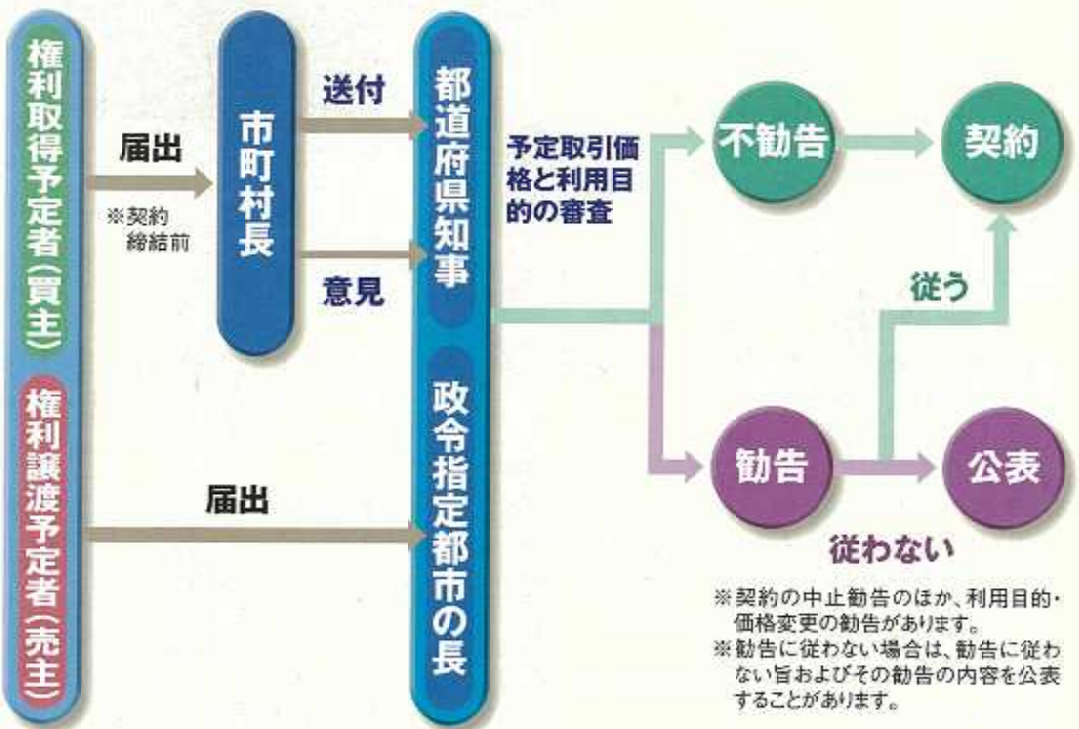 権利取得予定者(買主)
権利譲渡予定者(売主)
届出
※契約
締結前
市町村長
送付
意見
届出
都道府県知事
政令指定都市の長
予定取引価
格と利用目
的の審査
不勧告
契約
従う
勧告
公表
従わない
※契約の中止勧告のほか、利用目的・
価格変更の勧告があります。
※勧告に従わない場合は、勧告に従わ
ない旨およびその勧告の内容を公表
することがあります。